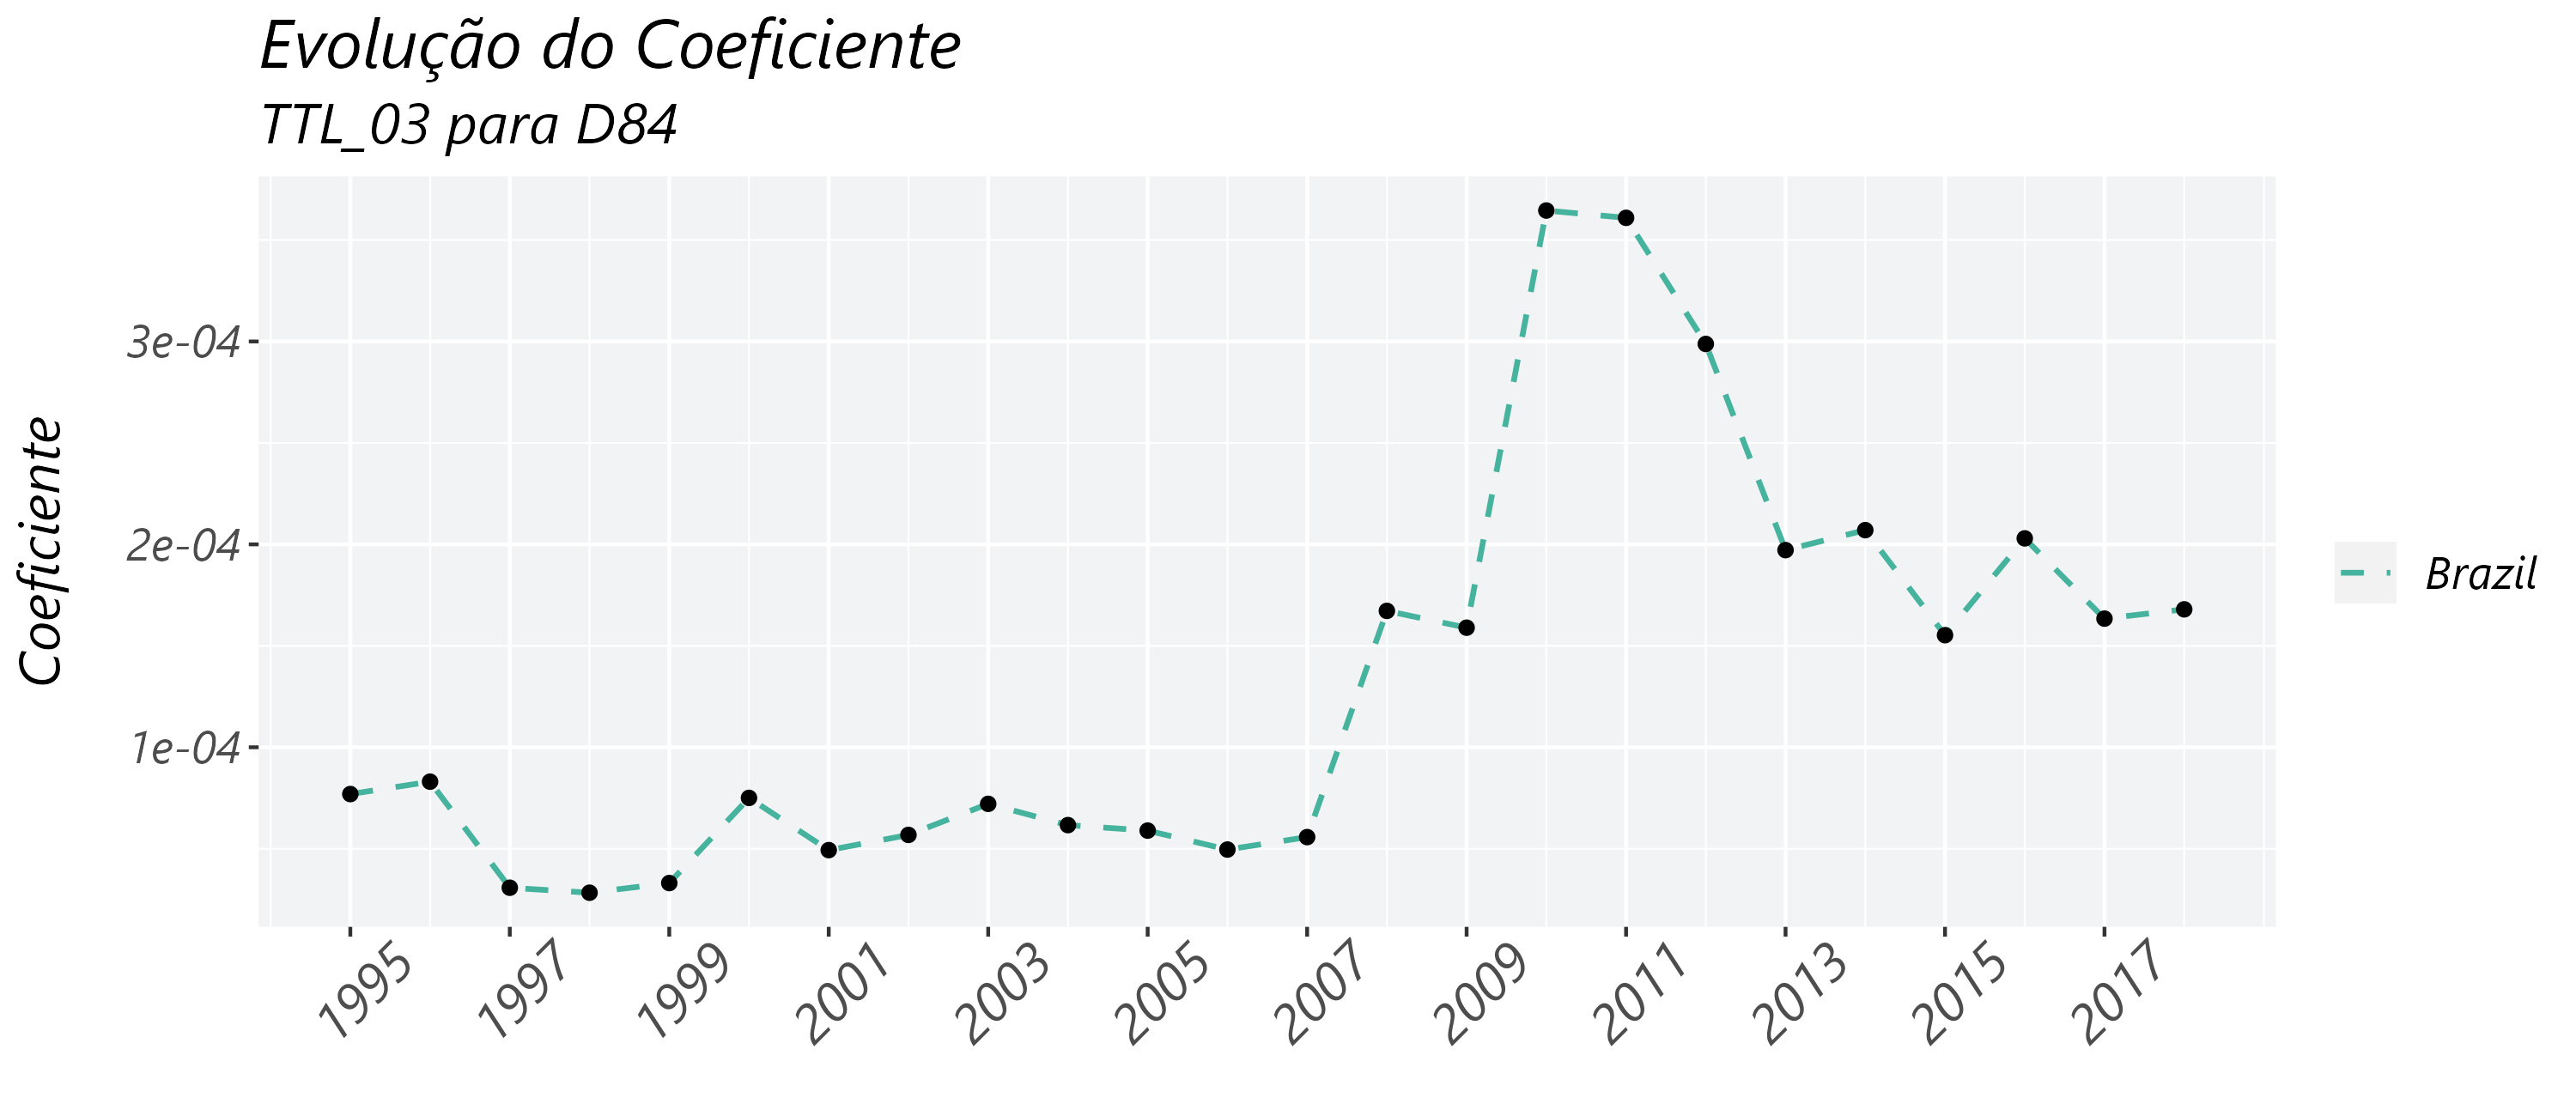 Evolução do Coeficiente
TTL_03 para D84
Coeficiente
3e-04
2e-04
1e-04
1995
1997
1999
2001
2003
2005
2007
2009
2011
2013
2015
2017
Brazil